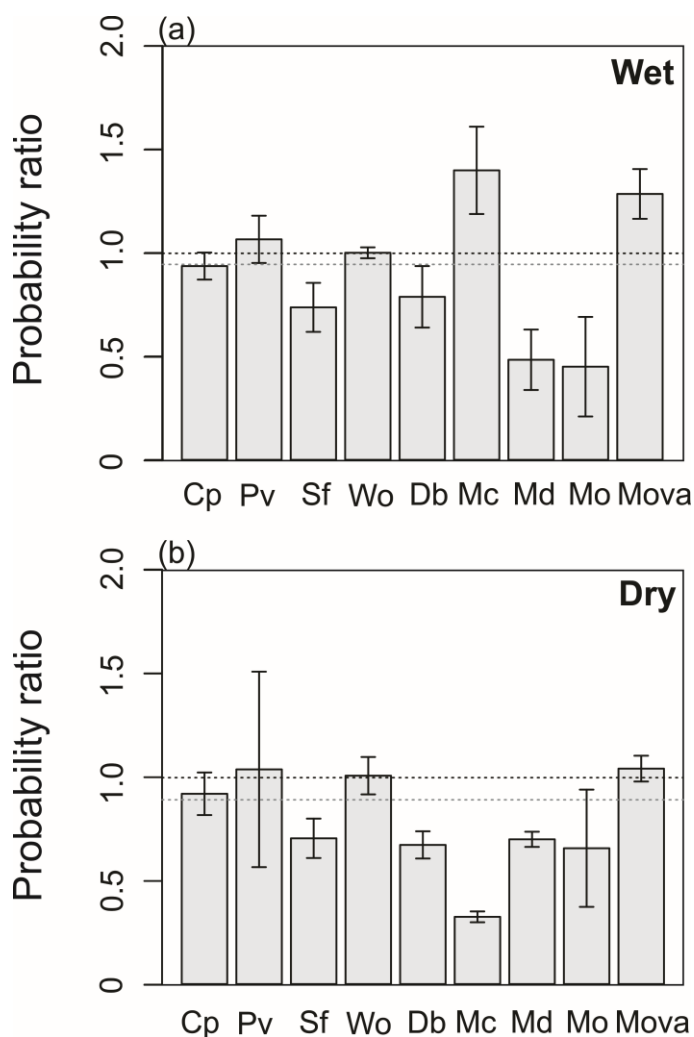 (a)
Wet
Probability ratio
2.0
1.5
1.0
0.5
0
Cp Pv Sf Wo Db Mc Md Mo Mova
(b)
Dry
Probability ratio
2.0
1.5
1.0
0.5
0
Cp Pv Sf Wo Db Mc Md Mo Mova